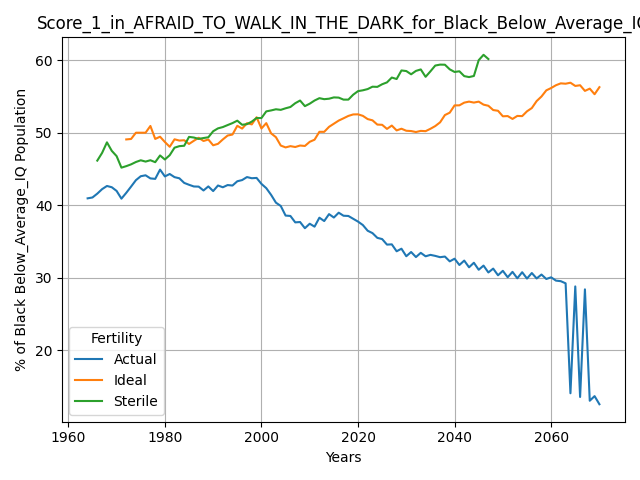 Score_1_in_AFRAID_TO_WALK_IN_THE_DARK_for_Black_Below_Average_IQ
% of Black Below_Average_IQ Population
60
50
40
30
20
Fertility
Actual
Ideal
Sterile
1960 1980 2000 2020 2040 2060
Years